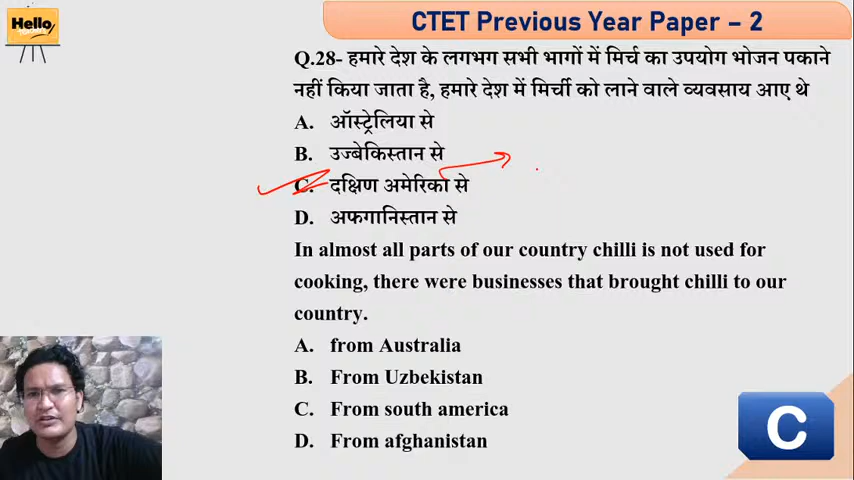 Hello
CTET Previous Year Paper – 2
Q.28- हमारे देश के लगभग सभी भागों में मिर्च का उपयोग भोजन पकाने
नहीं किया जाता है, हमारे देश में मिर्ची को लाने वाले व्यवसाय आए थे
A. ऑस्ट्रेलिया से
B. उज्बेकिस्तान से
C. दक्षिण अमेरिका से
D. अफगानिस्तान से
In almost all parts of our country chilli is not used for
cooking, there were businesses that brought chilli to our
country.
A. from Australia
B. From Uzbekistan
C. From south america
D. From afghanistan
C